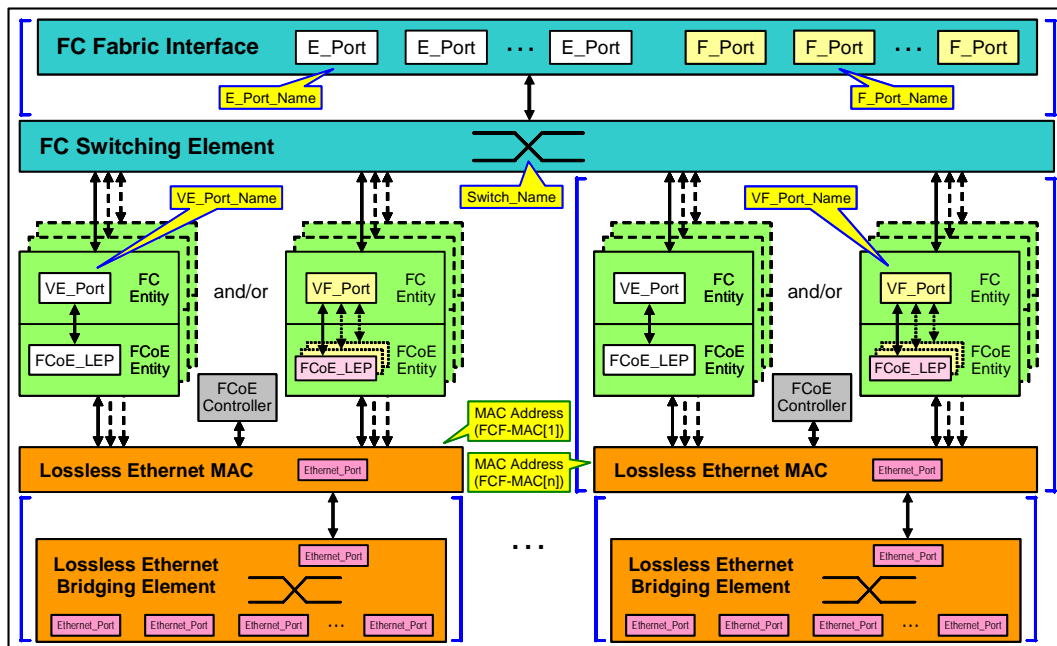 FC Fabric Interface
E_Port
E_Port
...
E_Port
F_Port
F_Port
...
F_Port
E_Port_Name
F_Port_Name
FC Switching Element
Switch_Name
VE_Port_Name
VF_Port_Name
VE_Port
FC
Entity
FCoE_LEP
FCoE
Entity
and/or
VF_Port
FC
Entity
FCoE_LEP
FCoE
Entity
FCoE
Controller
VE_Port
FC
Entity
FCoE_LEP
FCoE
Entity
and/or
VF_Port
FC
Entity
FCoE_LEP
FCoE
Entity
FCoE
Controller
MAC Address
(FCF-MAC[1])
MAC Address
(FCF-MAC[n])
Lossless Ethernet MAC
Ethernet_Port
Lossless Ethernet MAC
Ethernet_Port
Lossless Ethernet
Bridging Element
Ethernet_Port
Ethernet_Port
Ethernet_Port
Ethernet_Port
...
Ethernet_Port
...
Lossless Ethernet
Bridging Element
Ethernet_Port
Ethernet_Port
Ethernet_Port
Ethernet_Port
...
Ethernet_Port